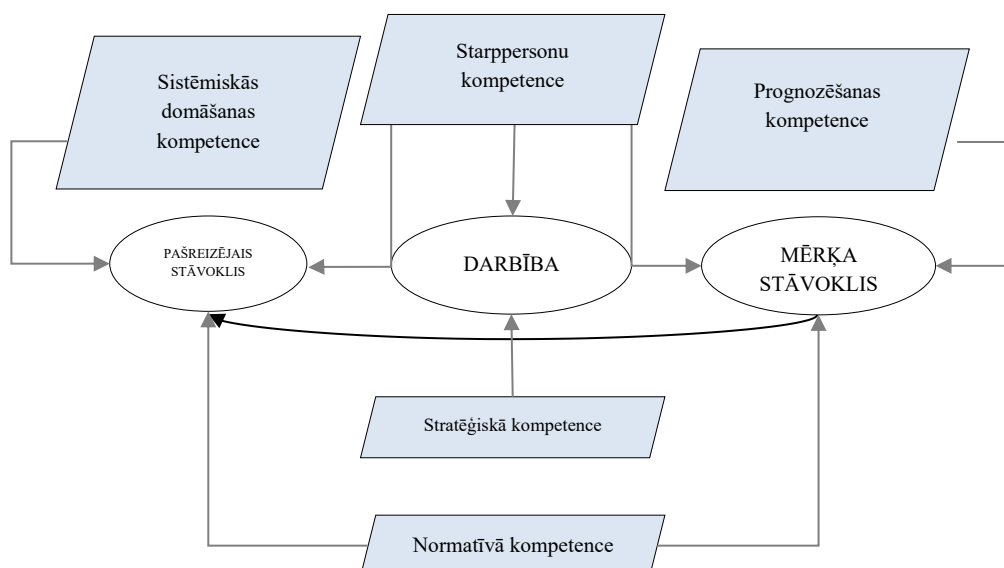 Sistēmiskās
domāšanas
kompetence
Starppersonu
kompetence
Prognozēšanas
kompetence
PAŠREIZĒJAIS
STĀVOKLIS
DARBĪBA
MĒRĶA
STĀVOKLIS
Stratēģiskā kompetence
Normatīvā kompetence